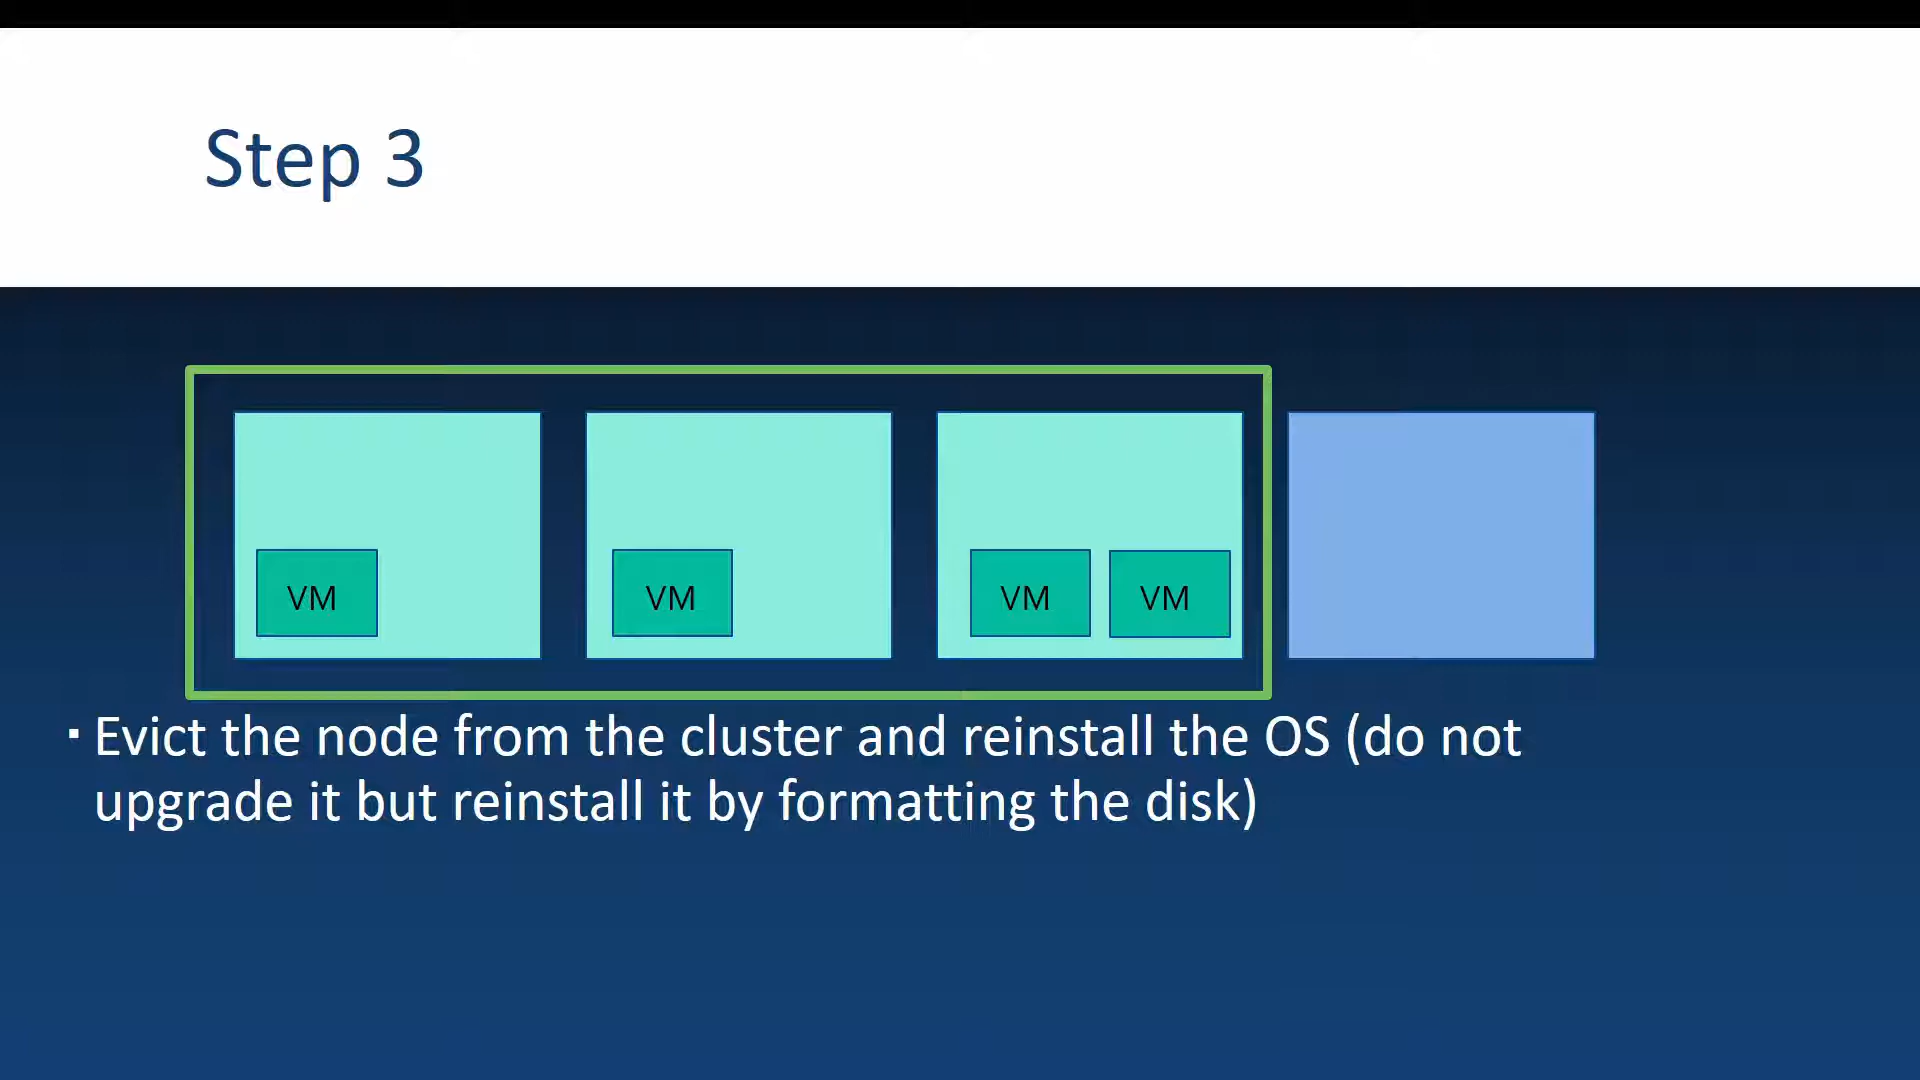 Step 3
VM
VM
VM
VM
▪ Evict the node from the cluster and reinstall the OS (do not
upgrade it but reinstall it by formatting the disk)